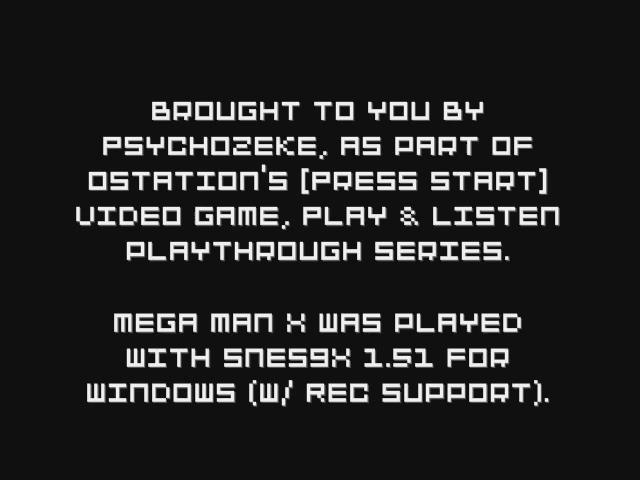 BROUGHT TO YOU BY
PSYCHOZEKE, AS PART OF
OSTATION'S [PRESS START]
VIDEO GAME, PLAY & LISTEN
PLAYTHROUGH SERIES.
MEGA MAN X WAS PLAYED
WITH SNES9X 1.51 FOR
WINDOWS (W/ REC SUPPORT).